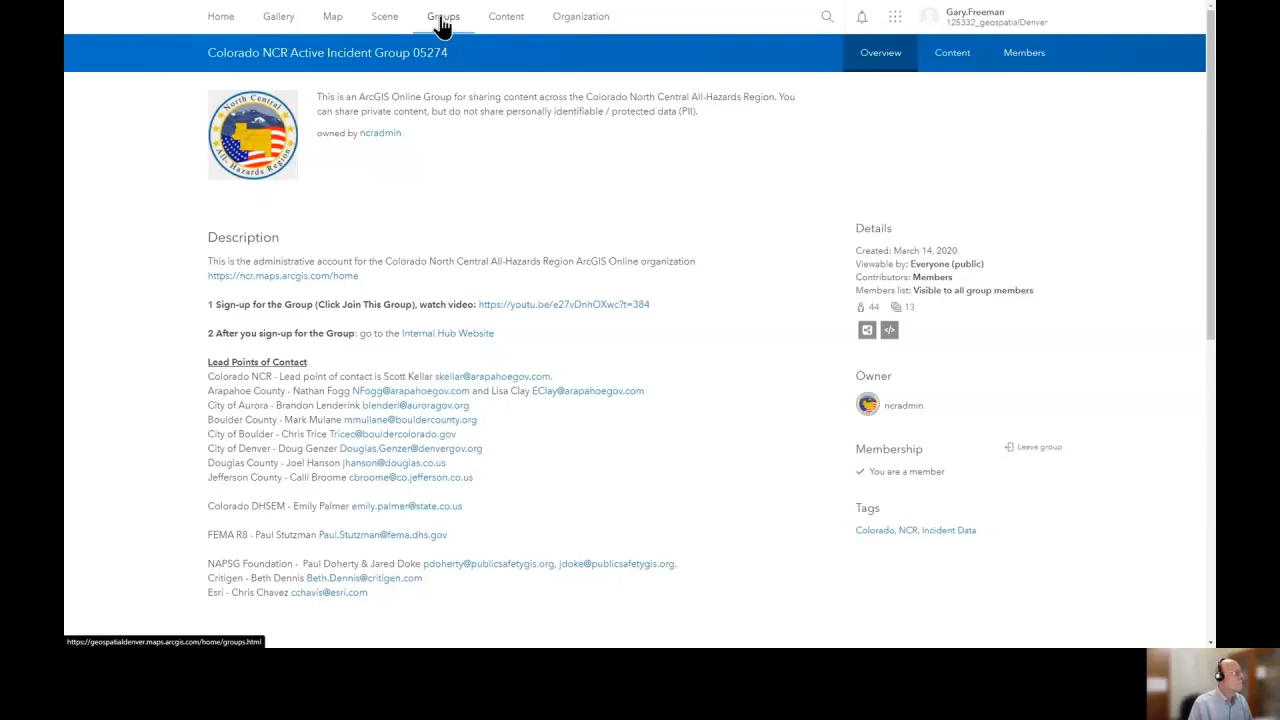 Home Gallery Map Scene Groups Content Organization Gary.Freeman
125332_geospatialDenver
Colorado NCR Active Incident Group 05274 Overview Content Members
North Central
All-Hazards Region
This is an ArcGIS Online Group for sharing content across the Colorado North Central All-Hazards Region. You
can share private content, but do not share personally identifiable / protected data (PII).
owned by ncradmin
Description
This is the administrative account for the Colorado North Central All-Hazards Region ArcGIS Online organization
https://ncr.maps.arcgis.com/home
1 Sign-up for the Group (Click Join This Group), watch video: https://youtu.be/e27vDnhOXwc?t=384
2 After you sign-up for the Group: go to the Internal Hub Website
Lead Points of Contact
Colorado NCR - Lead point of contact is Scott Kellar skellar@arapahoegov.com.
Arapahoe County - Nathan Fogg NFogg@arapahoegov.com and Lisa Clay EClay@arapahoegov.com
City of Aurora - Brandon Lenderink blenderi@auroragov.org
Boulder County - Mark Mulane mmullane@bouldercounty.org
City of Boulder - Chris Trice Tricec@bouldercolorado.gov
City of Denver - Doug Genzer Douglas.Genzer@denvergov.org
Douglas County - Joel Hanson jhanson@douglas.co.us
Jefferson County - Calli Broome cbroome@co.jefferson.co.us
Colorado DHSEM - Emily Palmer emily.palmer@state.co.us
FEMA R8 - Paul Stutzman Paul.Stutzman@fema.dhs.gov
NAPSG Foundation - Paul Doherty & Jared Doke pdoherty@publicsafetygis.org, jdoke@publicsafetygis.org.
Critigen - Beth Dennis Beth.Dennis@critigen.com
Esri - Chris Chavez cchavis@esri.com
Details
Created: March 14, 2020
Viewable by: Everyone (public)
Contributors: Members
Members list: Visible to all group members
44 13
</>
Owner
ncradmin
Membership Leave group
You are a member
Tags
Colorado, NCR, Incident Data
https://geospatialdenver.maps.arcgis.com/home/groups.html